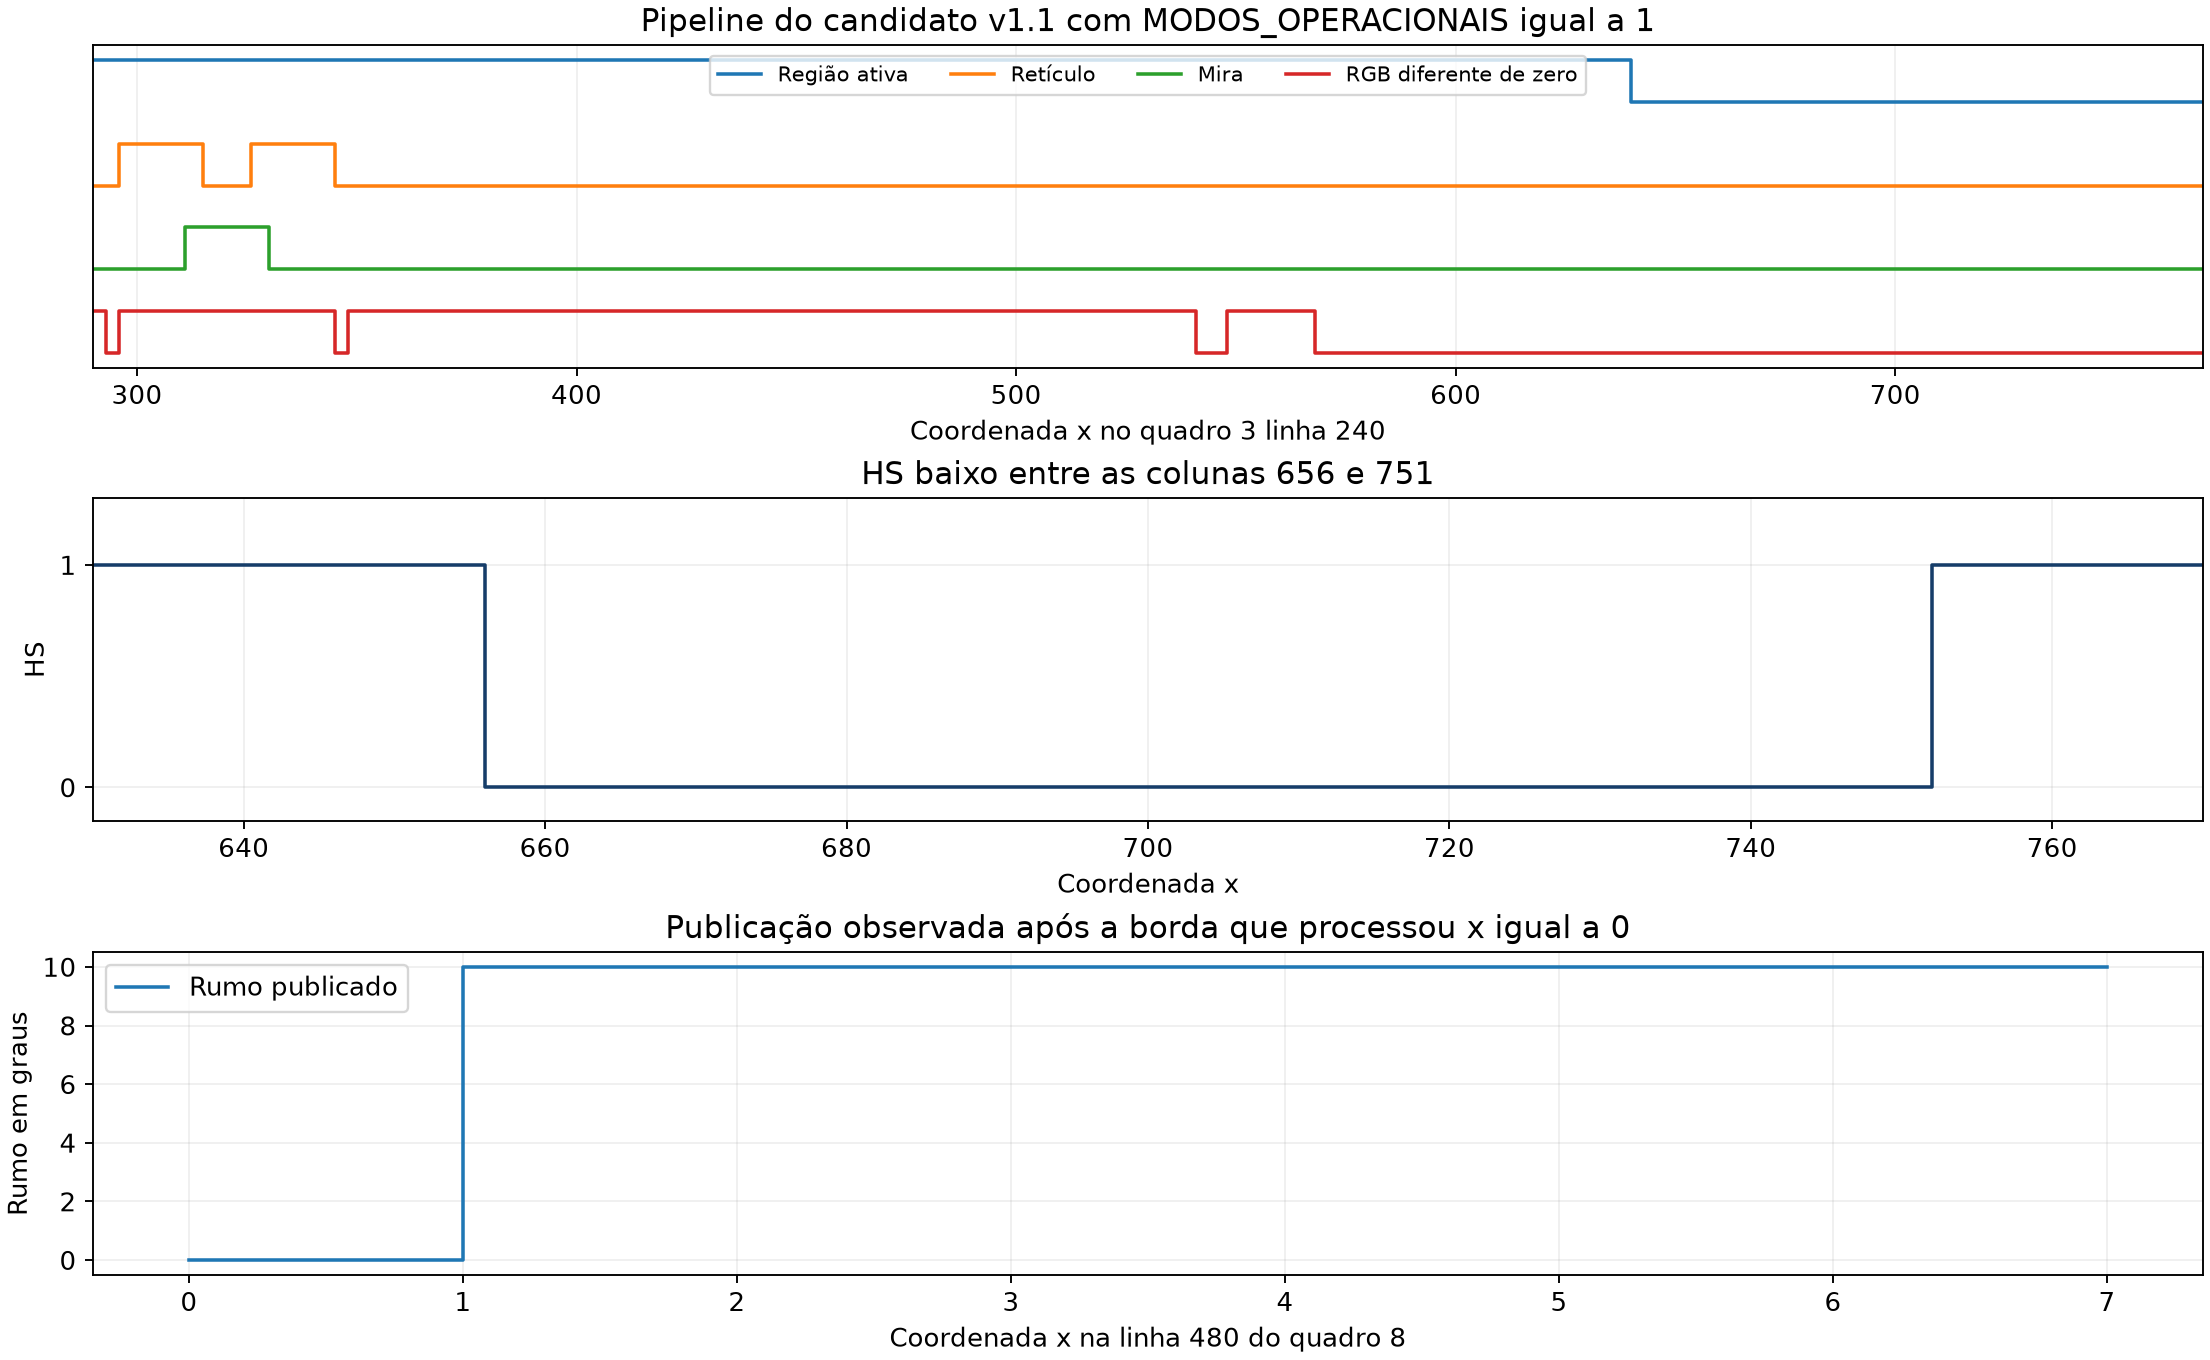 Pipeline do candidato v1.1 com MODOS_OPERACIONAIS igual a 1
Região ativa Retículo Mira RGB diferente de zero
300 400 500 600 700
Coordenada x no quadro 3 linha 240
HS baixo entre as colunas 656 e 751
1
HS
0
640 660 680 700 720 740 760
Coordenada x
Publicação observada após a borda que processou x igual a 0
Rumo publicado
10
8
6
4
2
0
Rumo em graus
0 1 2 3 4 5 6 7
Coordenada x na linha 480 do quadro 8